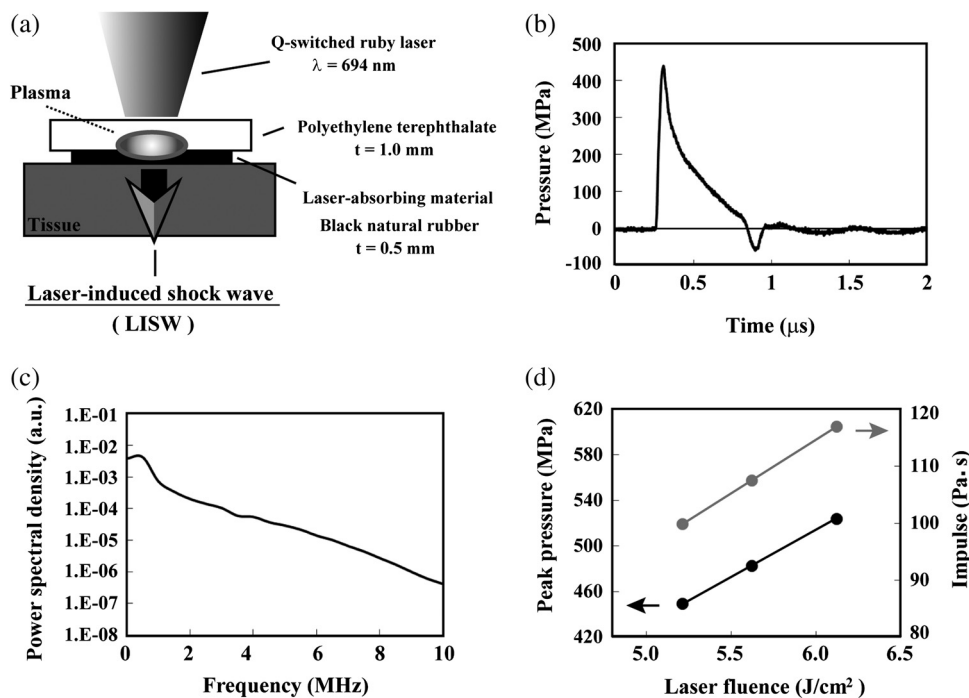 (a)
Q-switched ruby laser
λ = 694 nm
Plasma
Polyethylene terephthalate
t = 1.0 mm
Laser-absorbing material
Black natural rubber
t = 0.5 mm
Tissue
Laser-induced shock wave
( LISW )
(b)
Pressure (MPa)
500
400
300
200
100
0
-100
0
0.5
1
1.5
2
Time (μs)
(c)
Power spectral density (a.u.)
1.E-01
1.E-02
1.E-03
1.E-04
1.E-05
1.E-06
1.E-07
1.E-08
0
2
4
6
8
10
Frequency (MHz)
(d)
Peak pressure (MPa)
620
600
560
510
480
460
420
5.0
5.5
6.0
6.5
Laser fluence (J/cm²)
120
110
100
90
80
Impulse (Pa. s)